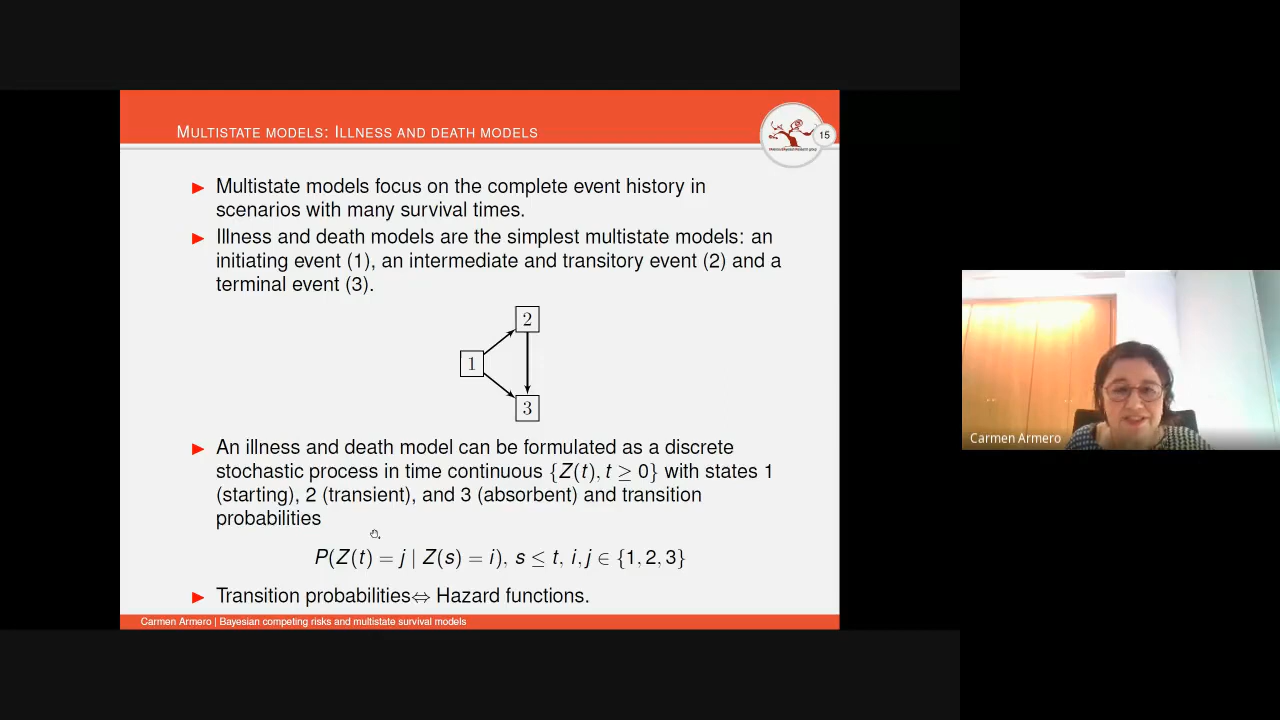 MULTISTATE MODELS: ILLNESS AND DEATH MODELS
15
▶ Multistate models focus on the complete event history in
scenarios with many survival times.
▶ Illness and death models are the simplest multistate models: an
initiating event (1), an intermediate and transitory event (2) and a
terminal event (3).
2
1
3
▶ An illness and death model can be formulated as a discrete
stochastic process in time continuous {Z(t), t ≥ 0} with states 1
(starting), 2 (transient), and 3 (absorbent) and transition
probabilities
P(Z(t) = j | Z(s) = i), s ≤ t, i, j ∈ {1, 2, 3}
▶ Transition probabilities⇔ Hazard functions.
Carmen Armero | Bayesian competing risks and multistate survival models
Carmen Armero